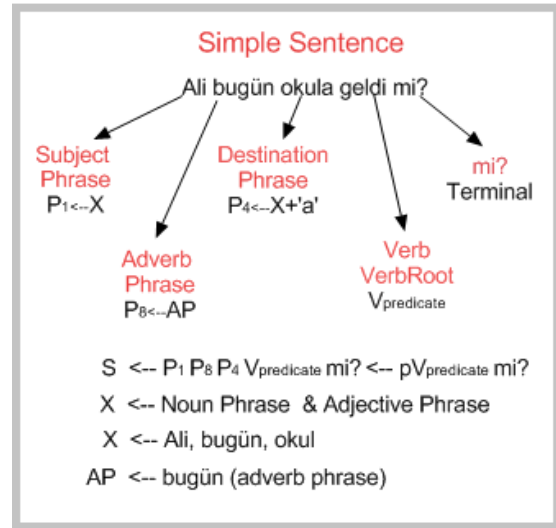 Simple Sentence
Ali bugün okula geldi mi?
Subject
Phrase
P1<--X
Destination
Phrase
P4<--X+'a'
mi?
Terminal
Adverb
Phrase
P8<--AP
Verb
VerbRoot
Vpredicate
S <-- P1 P8 P4 Vpredicate mi? <-- pVpredicate mi?
X <-- Noun Phrase & Adjective Phrase
X <-- Ali, bugün, okul
AP <-- bugün (adverb phrase)